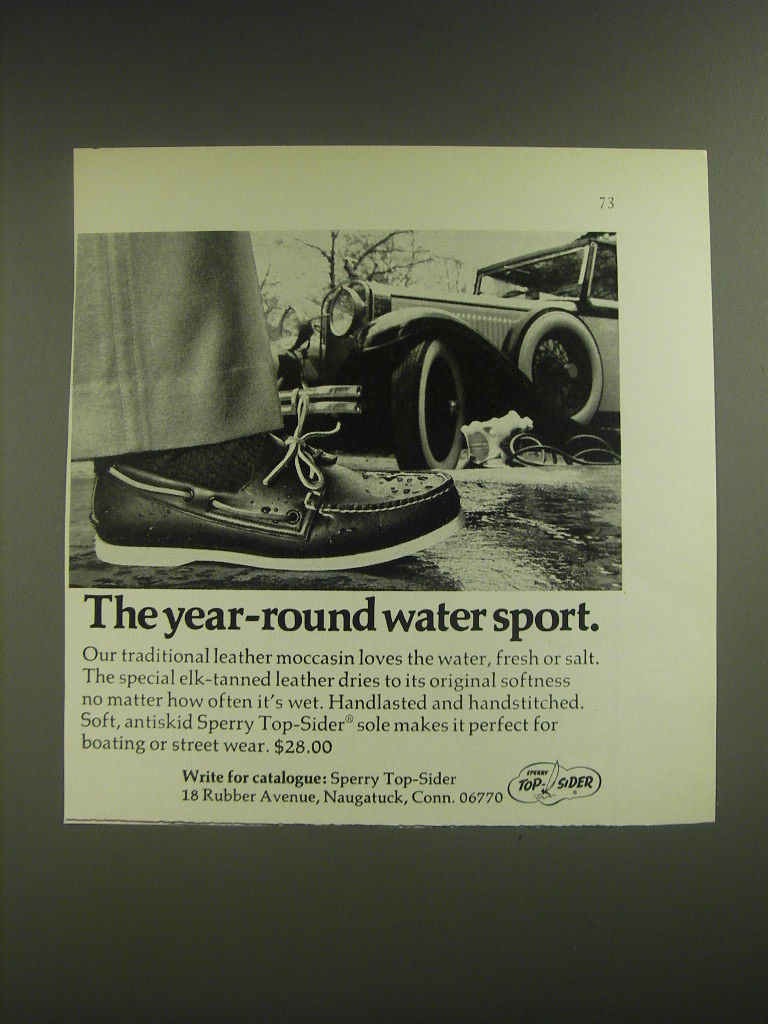 73
The year-round water sport.
Our traditional leather moccasin loves the water, fresh or salt.
The special elk-tanned leather dries to its original softness
no matter how often it's wet. Handlasted and handstitched.
Soft, antiskid Sperry Top-Sider® sole makes it perfect for
boating or street wear. $28.00
Write for catalogue: Sperry Top-Sider
18 Rubber Avenue, Naugatuck, Conn. 06770
SPERRY
TOP-SIDER
®